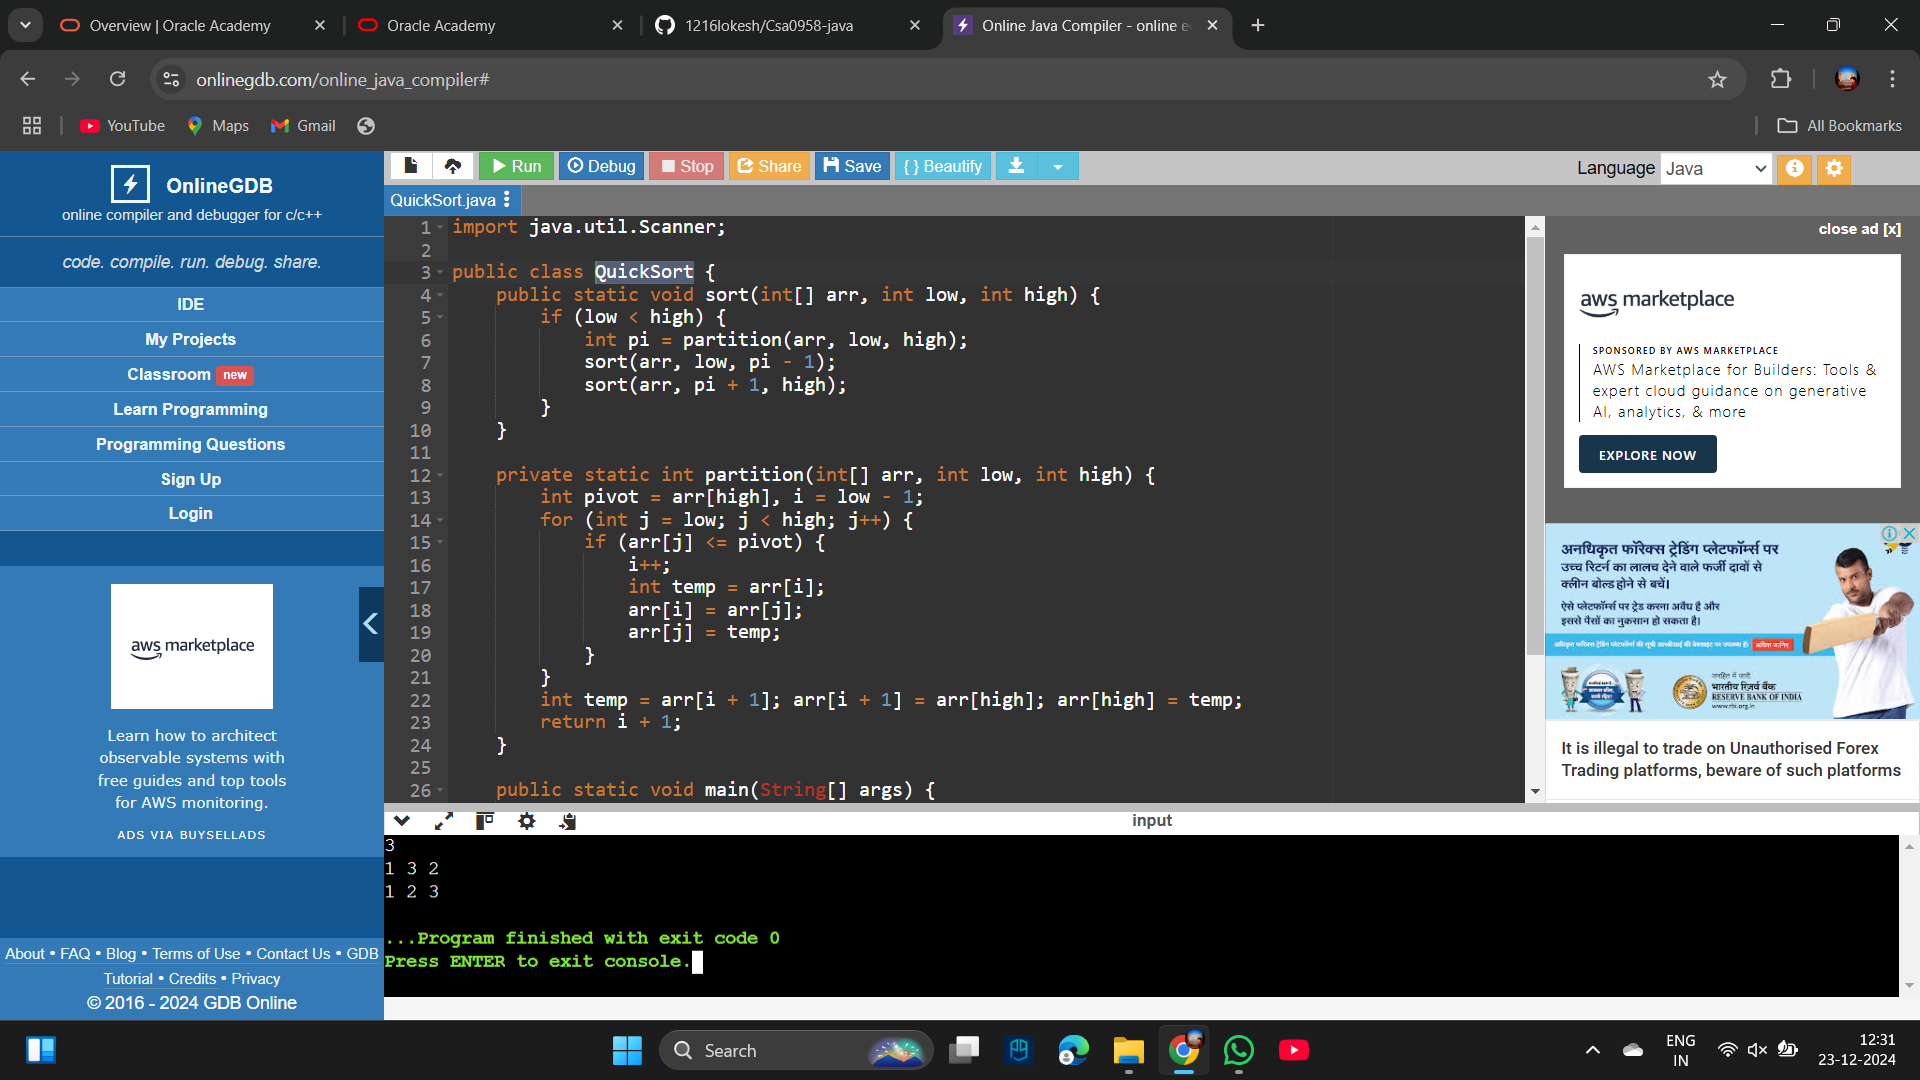 Overview | Oracle Academy
Oracle Academy
1216lokesh/Csa0958-java
Online Java Compiler - online e
onlinegdb.com/online_java_compiler#
YouTube
Maps
Gmail
All Bookmarks
OnlineGDB
online compiler and debugger for c/c++
code. compile. run. debug. share.
IDE
My Projects
Classroom new
Learn Programming
Programming Questions
Sign Up
Login
aws marketplace
Learn how to architect
observable systems with
free guides and top tools
for AWS monitoring.
ADS VIA BUYSELLADS
About • FAQ • Blog • Terms of Use • Contact Us • GDB
Tutorial • Credits • Privacy
© 2016 - 2024 GDB Online
Run
Debug
Stop
Share
Save
{ } Beautify
Language Java
QuickSort.java
1 import java.util.Scanner;
2
3 public class QuickSort {
4 public static void sort(int[] arr, int low, int high) {
5 if (low < high) {
6 int pi = partition(arr, low, high);
7 sort(arr, low, pi - 1);
8 sort(arr, pi + 1, high);
9 }
10 }
11
12 private static int partition(int[] arr, int low, int high) {
13 int pivot = arr[high], i = low - 1;
14 for (int j = low; j < high; j++) {
15 if (arr[j] <= pivot) {
16 i++;
17 int temp = arr[i];
18 arr[i] = arr[j];
19 arr[j] = temp;
20 }
21 }
22 int temp = arr[i + 1]; arr[i + 1] = arr[high]; arr[high] = temp;
23 return i + 1;
24 }
25
26 public static void main(String[] args) {
close ad [x]
aws marketplace
SPONSORED BY AWS MARKETPLACE
AWS Marketplace for Builders: Tools &
expert cloud guidance on generative
AI, analytics, & more
EXPLORE NOW
अनधिकृत फॉरेक्स ट्रेडिंग प्लेटफॉर्म्स पर
उच्च रिटर्न का लालच देने वाले फर्जी दावों से
क्लीन बोल्ड होने से बचें।
ऐसे प्लेटफॉर्म्स पर ट्रेड करना अवैध है और
इससे पैसों का नुकसान हो सकता है।
अधिक जानिए
जनहित में जारी
भारतीय रिज़र्व बैंक
RESERVE BANK OF INDIA
www.rbi.org.in
It is illegal to trade on Unauthorised Forex
Trading platforms, beware of such platforms
input
3
1 3 2
1 2 3
...Program finished with exit code 0
Press ENTER to exit console.
Search
ENG
IN
12:31
23-12-2024